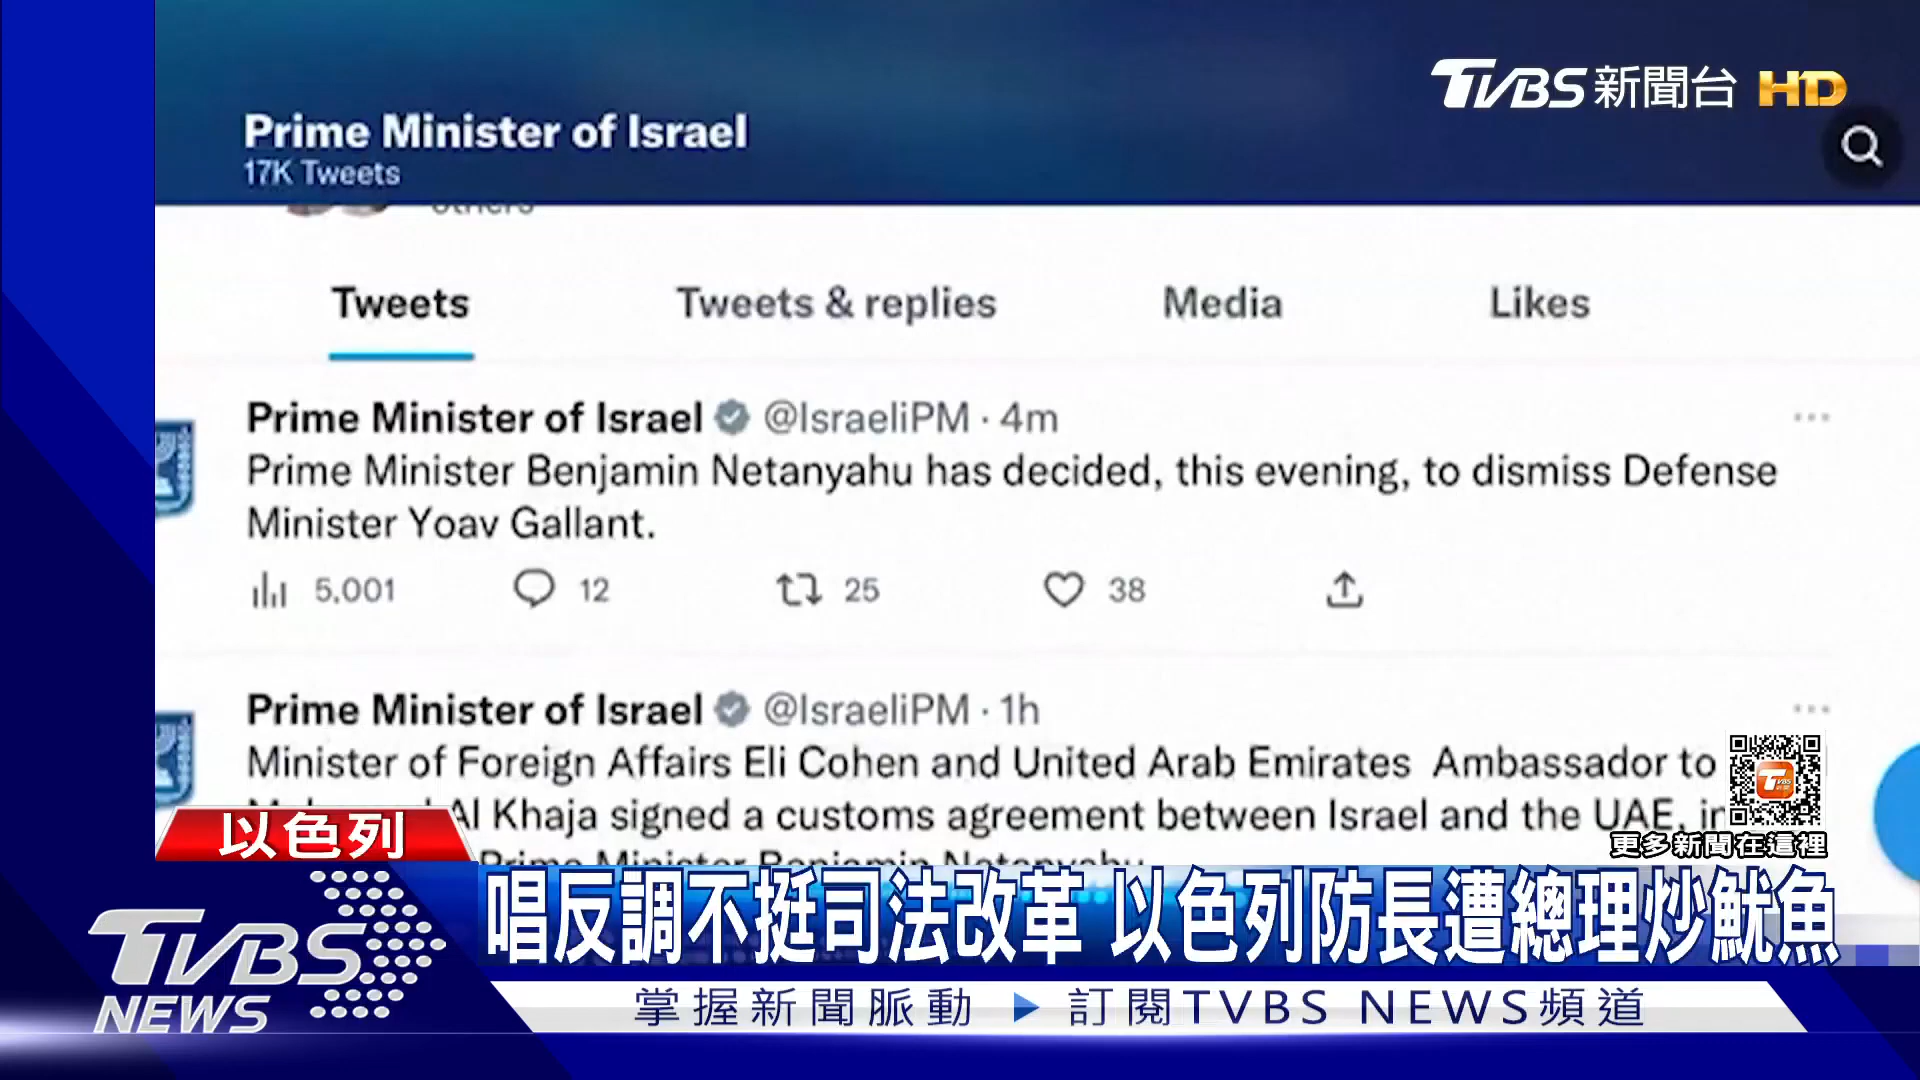 TVBS新聞台 HD
Prime Minister of Israel
17K Tweets
others
Tweets
Tweets & replies
Media
Likes
Prime Minister of Israel @IsraeliPM · 4m
Prime Minister Benjamin Netanyahu has decided, this evening, to dismiss Defense
Minister Yoav Gallant.
5,001
12
25
38
Prime Minister of Israel @IsraeliPM · 1h
Minister of Foreign Affairs Eli Cohen and United Arab Emirates Ambassador to
Al Khaja signed a customs agreement between Israel and the UAE, in
Prime Minister Benjamin Netanyahu
TVBS
更多新聞在這裡
以色列
唱反調不挺司法改革 以色列防長遭總理炒魷魚
TVBS
NEWS
掌握新聞脈動 ▶ 訂閱TVBS NEWS頻道